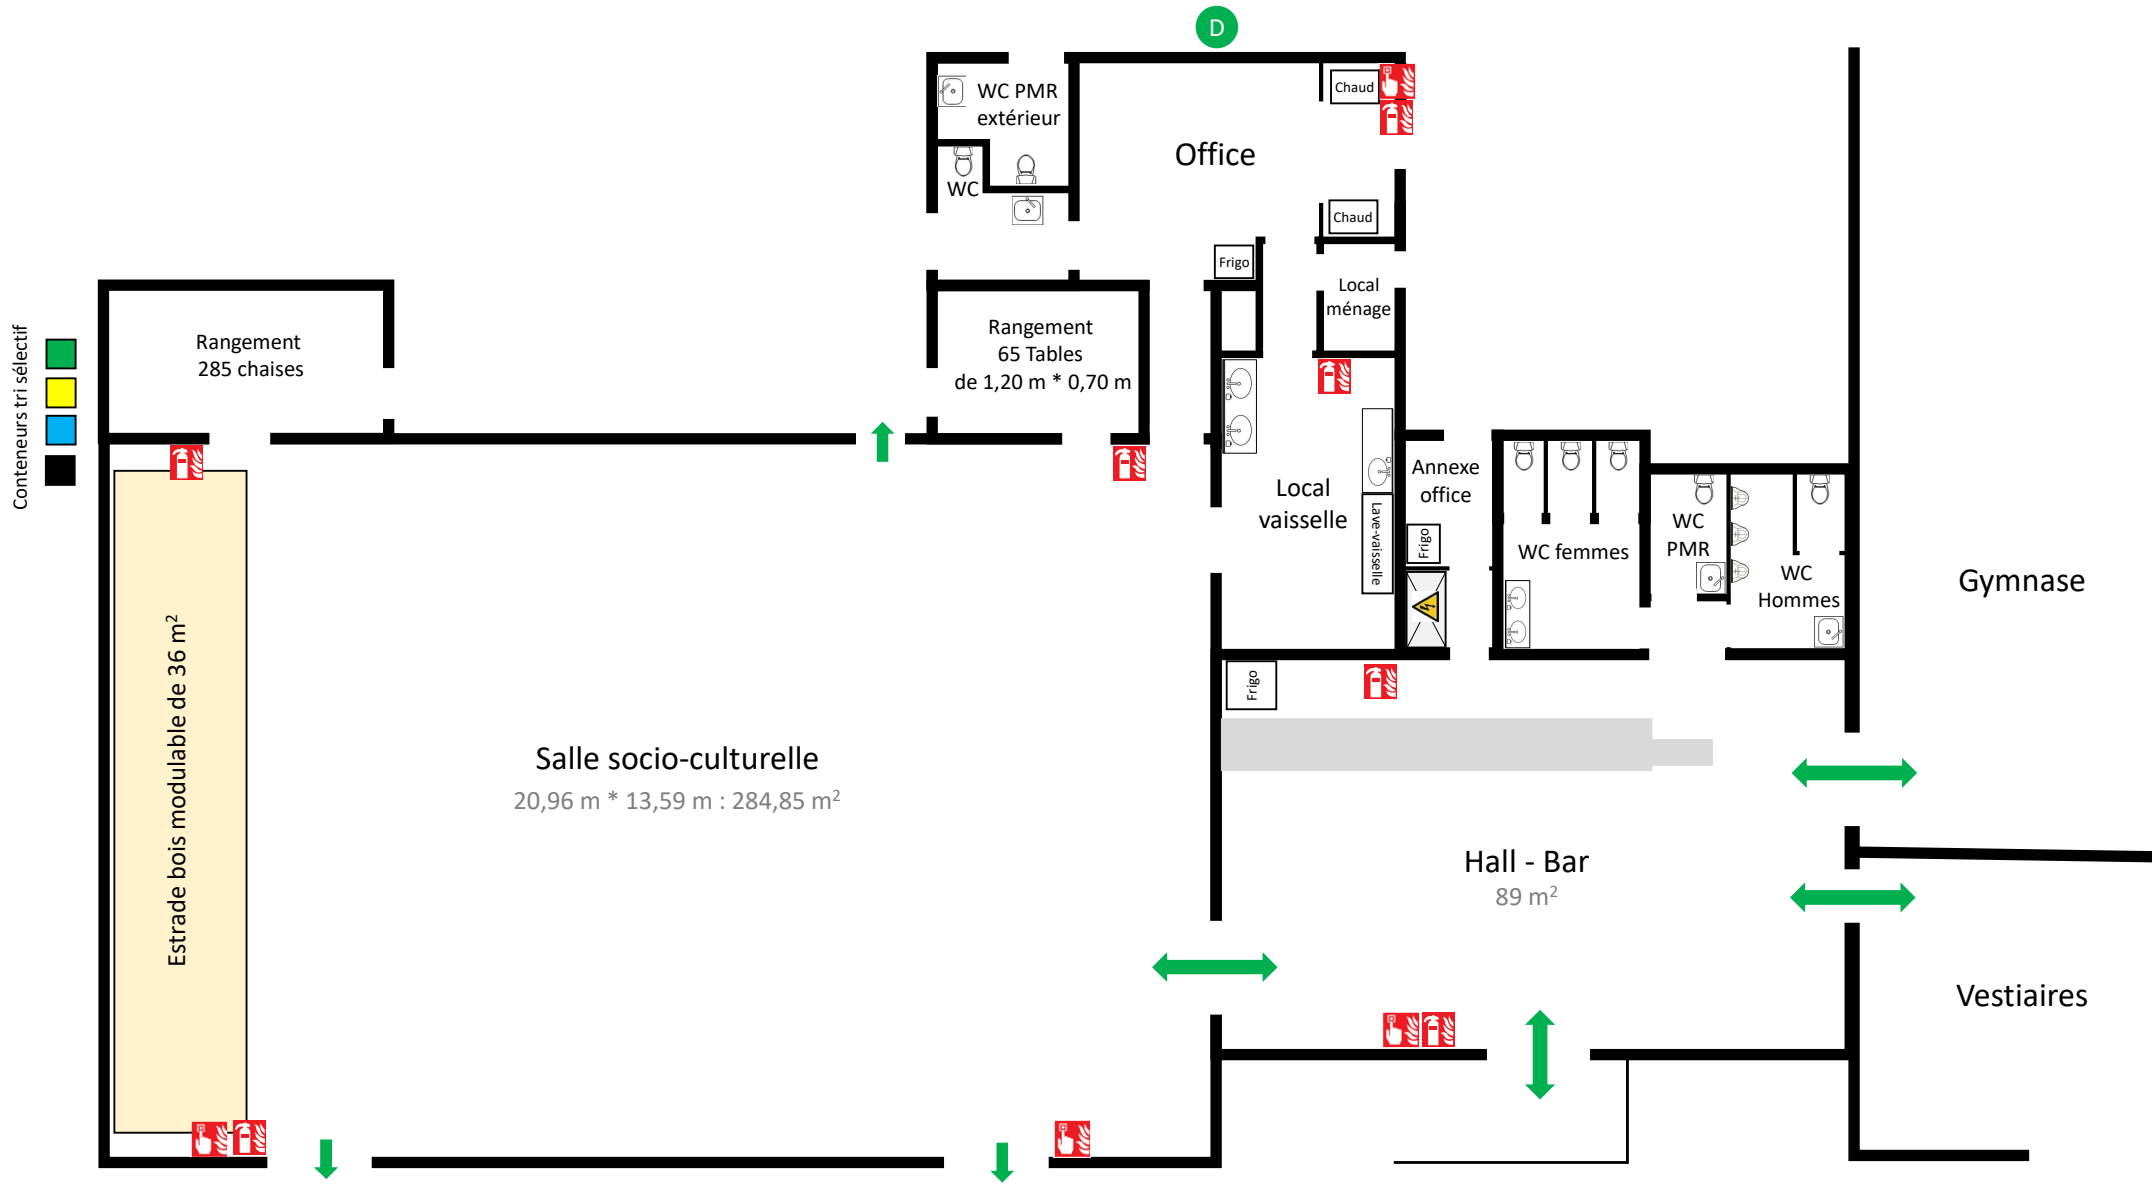 D
WC PMR
extérieur
Chaud
Office
WC
Chaud
Frigo
Local
ménage
Conteneurs tri sélectif
Rangement
285 chaises
Rangement
65 Tables
de 1,20 m * 0,70 m
Local
vaisselle
Lave-vaisselle
Annexe
office
Frigo
WC femmes
WC
PMR
WC
Hommes
Gymnase
Estrade bois modulable de 36 m²
Frigo
Salle socio-culturelle
20,96 m * 13,59 m : 284,85 m²
Hall - Bar
89 m²
Vestiaires